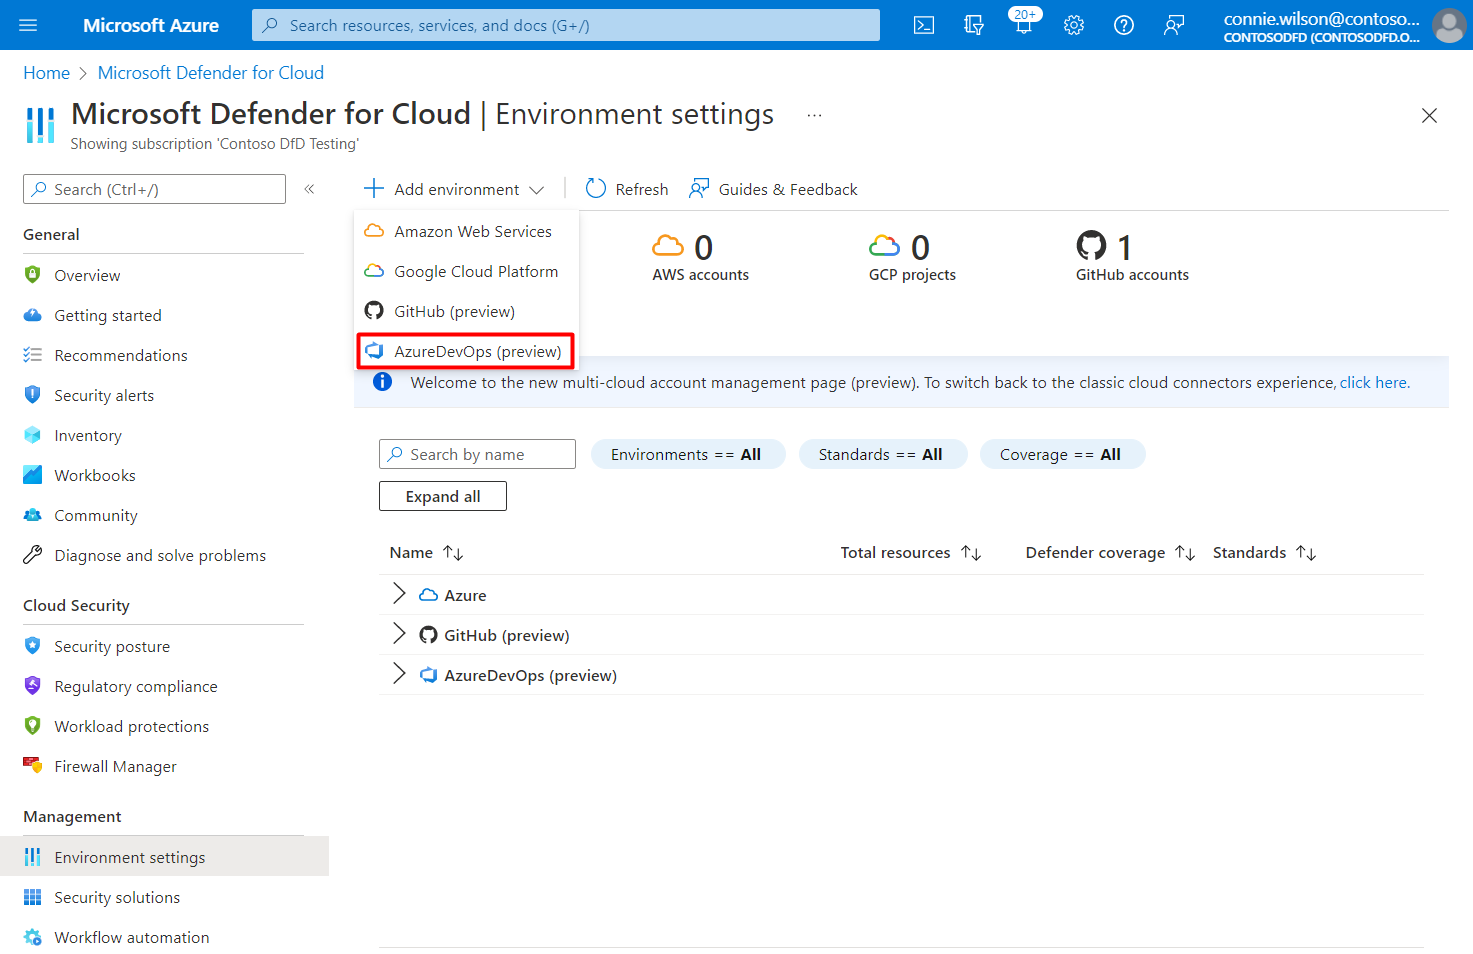 Microsoft Azure
Search resources, services, and docs (G+/)
20+
connie.wilson@contoso...
CONTOSODFD (CONTOSODFD.O...
Home > Microsoft Defender for Cloud
Microsoft Defender for Cloud | Environment settings ...
Showing subscription 'Contoso DfD Testing'
Search (Ctrl+/)
«
General
Overview
Getting started
Recommendations
Security alerts
Inventory
Workbooks
Community
Diagnose and solve problems
Cloud Security
Security posture
Regulatory compliance
Workload protections
Firewall Manager
Management
Environment settings
Security solutions
Workflow automation
Add environment
Refresh
Guides & Feedback
Amazon Web Services
Google Cloud Platform
GitHub (preview)
AzureDevOps (preview)
0
AWS accounts
0
GCP projects
1
GitHub accounts
Welcome to the new multi-cloud account management page (preview). To switch back to the classic cloud connectors experience, click here.
Search by name
Environments == All
Standards == All
Coverage == All
Expand all
Name ↑↓ Total resources ↑↓ Defender coverage ↑↓ Standards ↑↓
Azure
GitHub (preview)
AzureDevOps (preview)